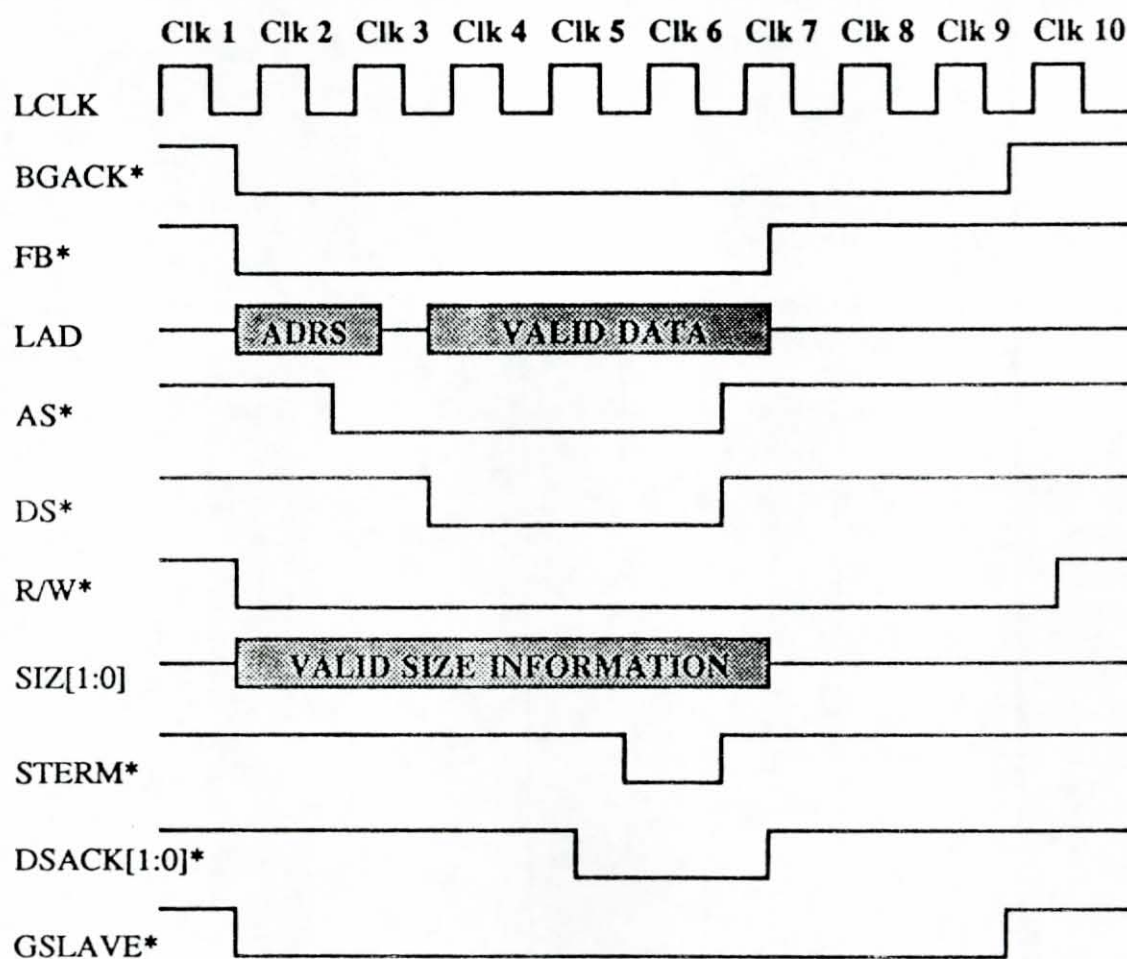 Clk 1 Clk 2 Clk 3 Clk 4 Clk 5 Clk 6 Clk 7 Clk 8 Clk 9 Clk 10
LCLK
BGACK*
FB*
LAD ADRS VALID DATA
AS*
DS*
R/W*
SIZ[1:0] VALID SIZE INFORMATION
STERM*
DSACK[1:0]*
GSLAVE*